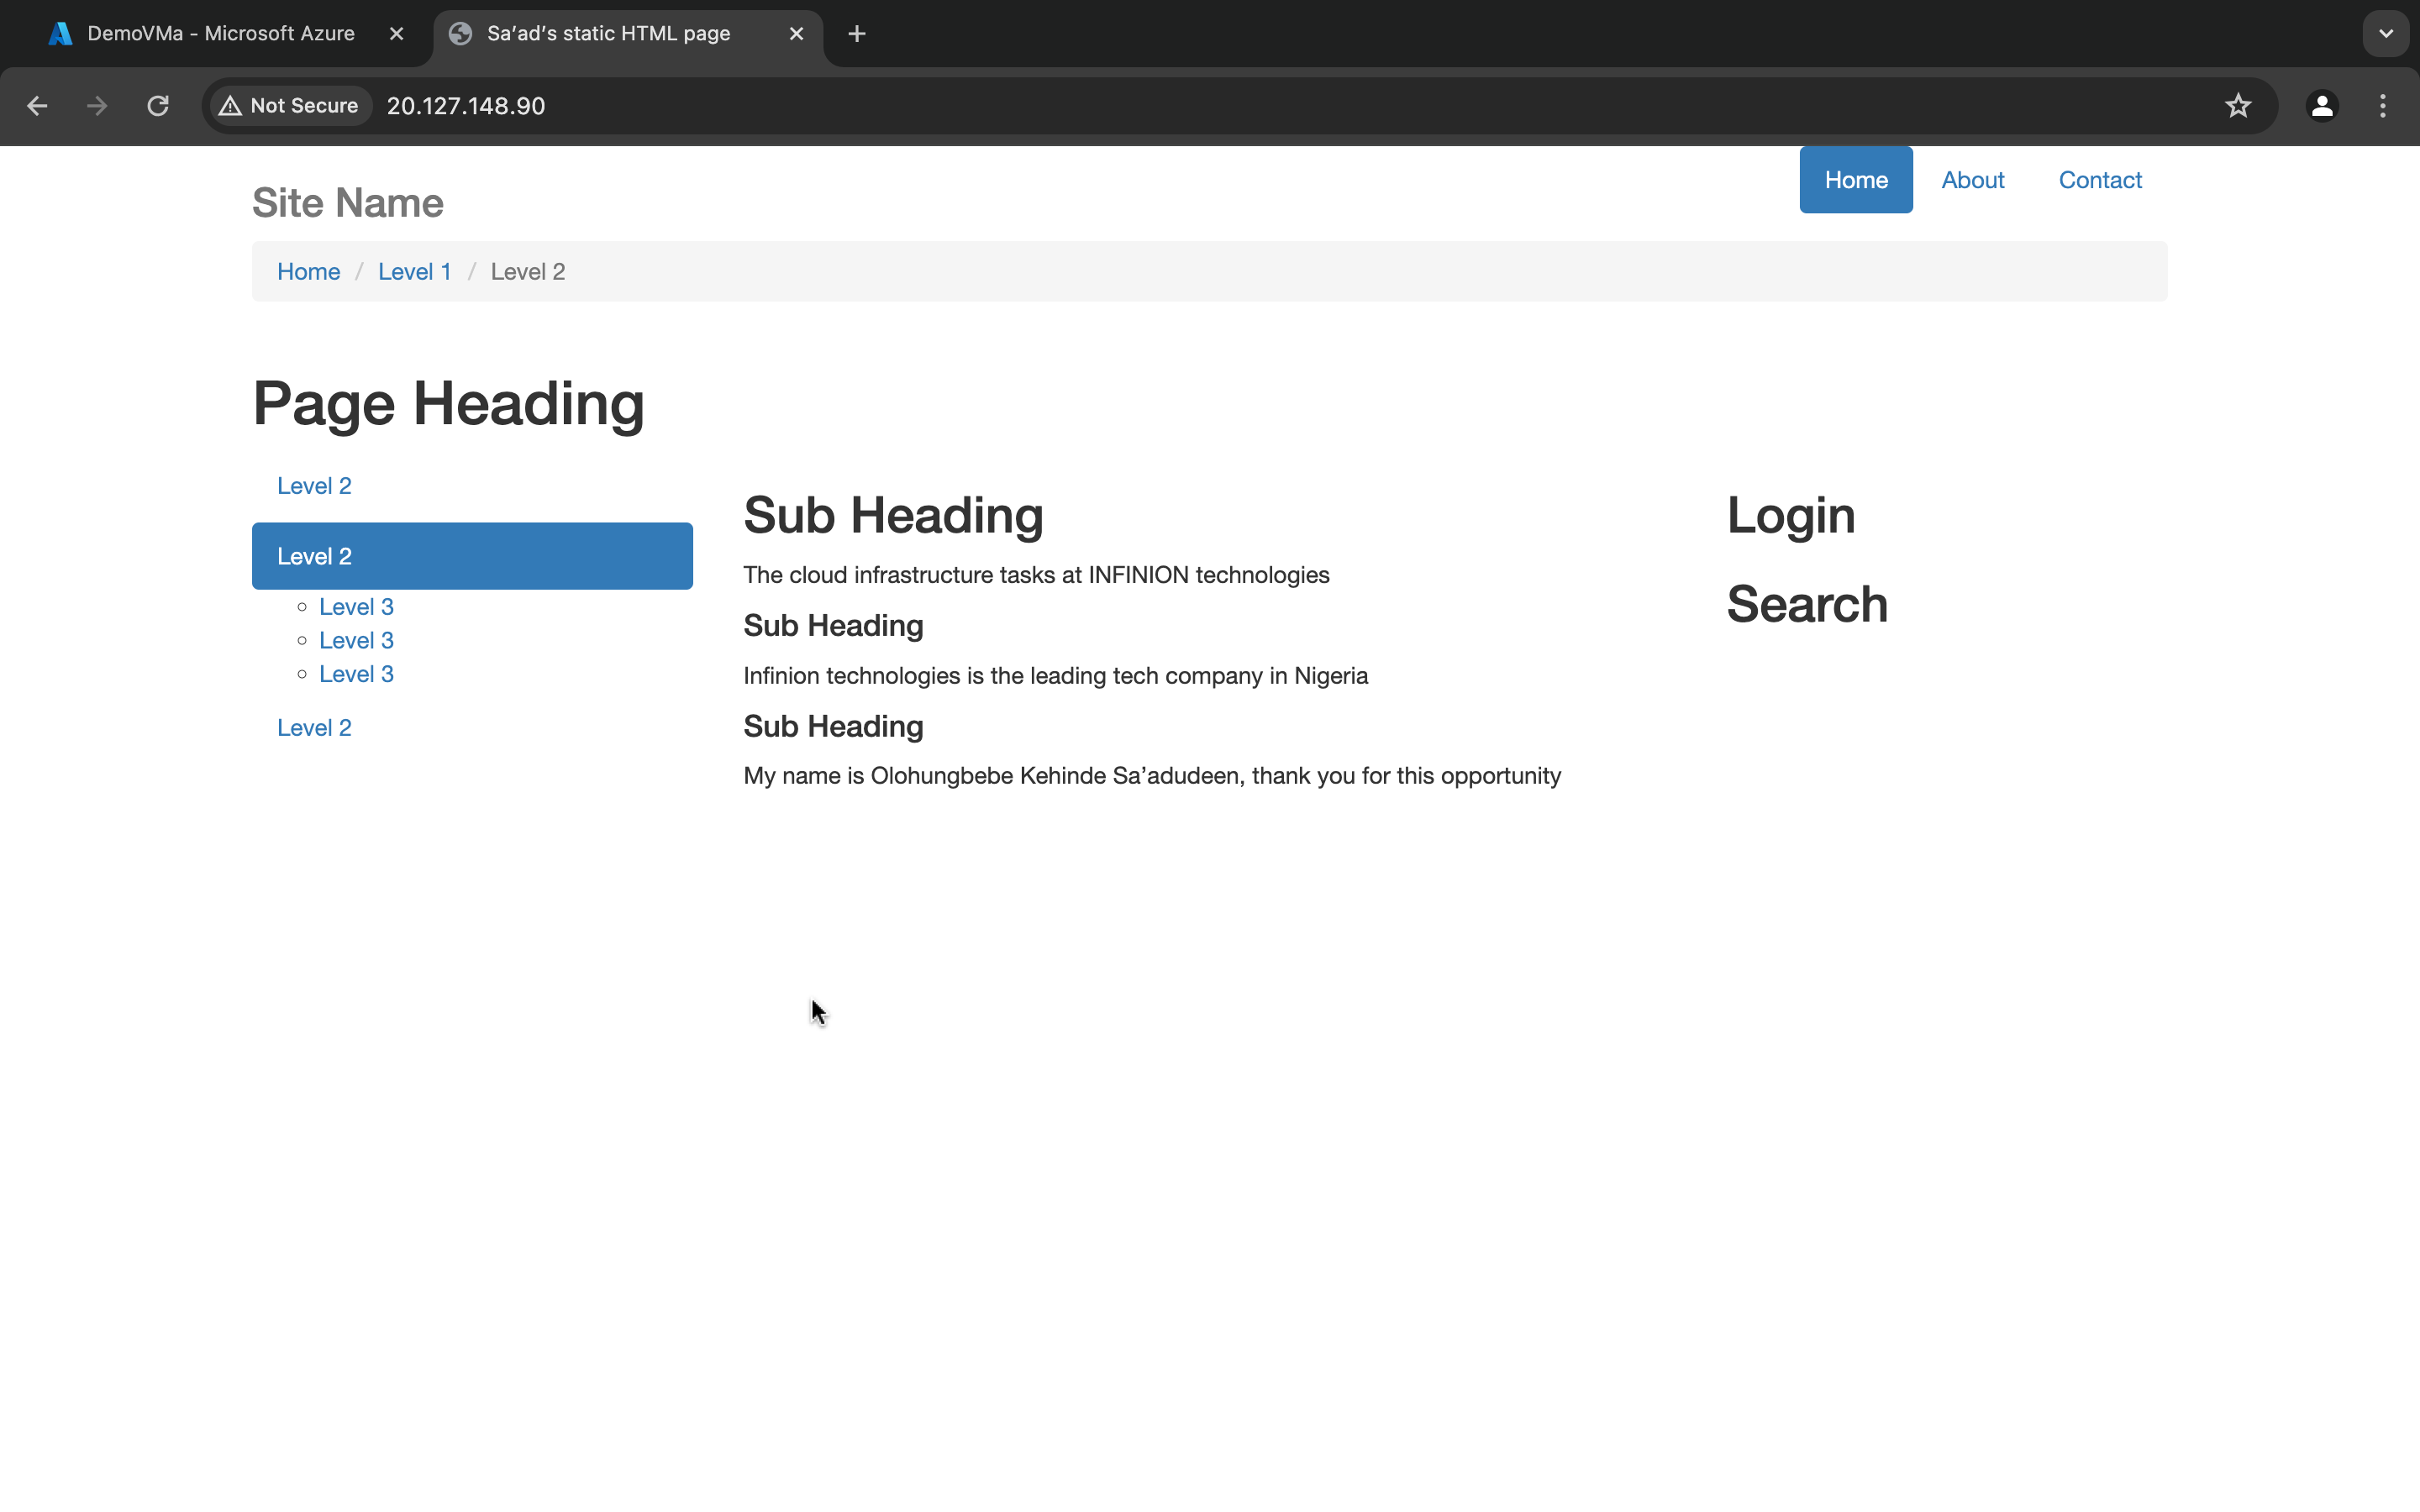 DemoVMa - Microsoft Azure
Sa’ad’s static HTML page
Not Secure
20.127.148.90
Site Name
Home
About
Contact
Home / Level 1 / Level 2
Page Heading
Level 2
Level 2
Level 3
Level 3
Level 3
Level 2
Sub Heading
The cloud infrastructure tasks at INFINION technologies
Sub Heading
Infinion technologies is the leading tech company in Nigeria
Sub Heading
My name is Olohungbebe Kehinde Sa’adudeen, thank you for this opportunity
Login
Search